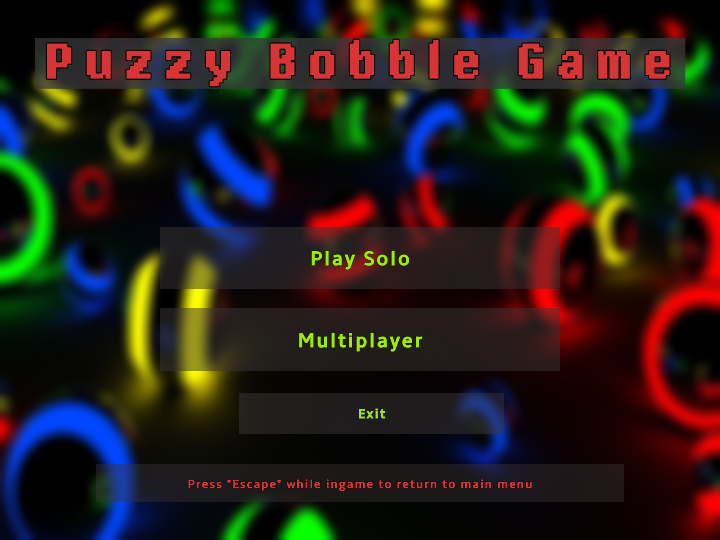 Puzzy Bobble Game
Play Solo
Multiplayer
Exit
Press "Escape" while ingame to return to main menu